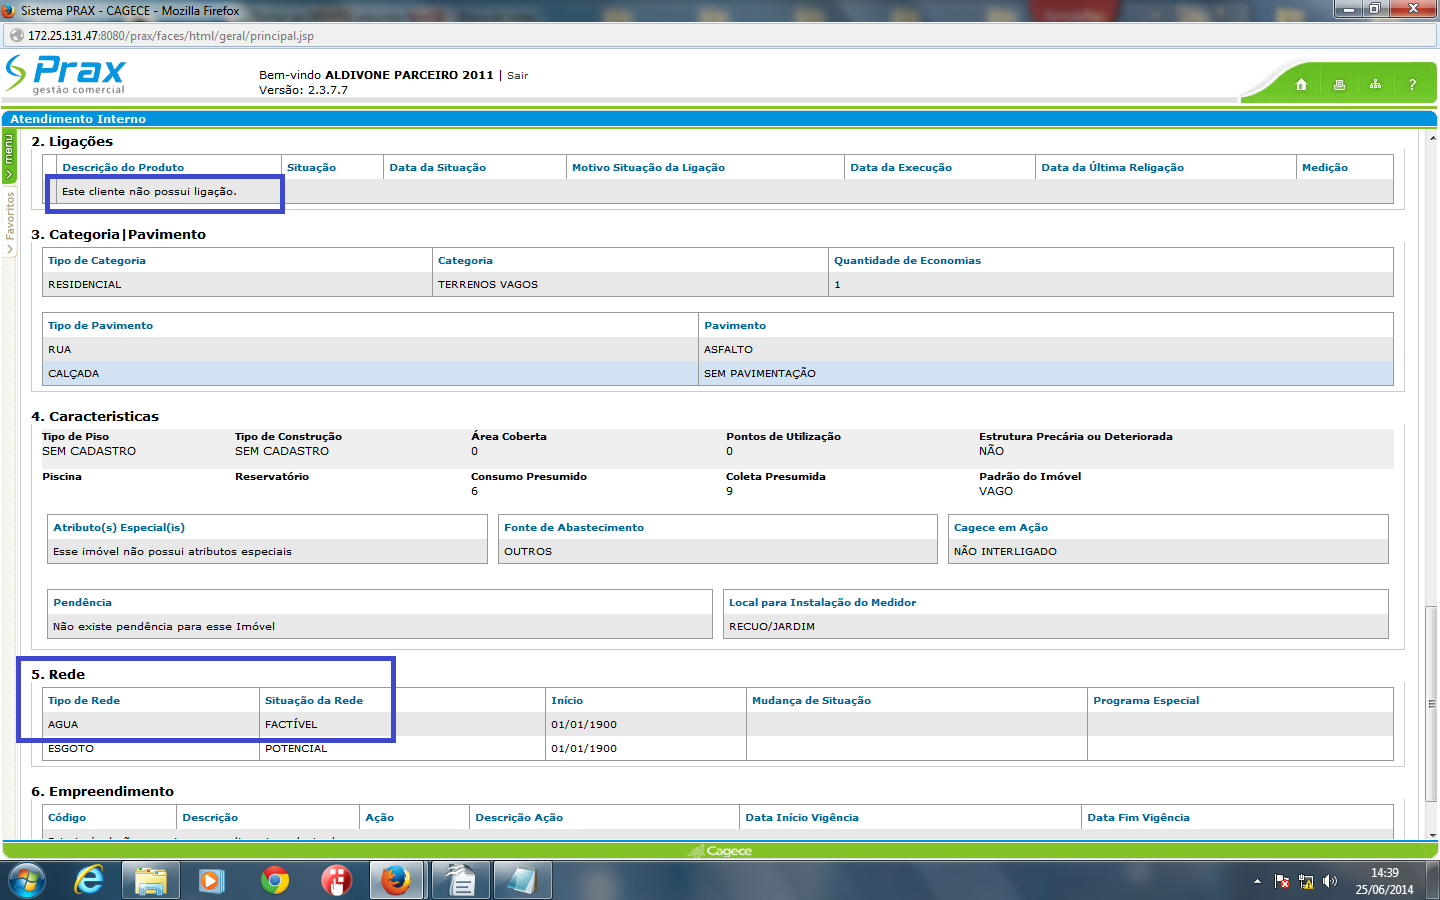 Sistema PRAX - CAGECE - Mozilla Firefox
172.25.131.47:8080/prax/faces/html/geral/principal.jsp
Prax
gestão comercial
Bem-vindo ALDIVONE PARCEIRO 2011 | Sair
Versão: 2.3.7.7
?
Atendimento Interno
menu
Favoritos
2. Ligações
Descrição do Produto Situação Data da Situação Motivo Situação da Ligação Data da Execução Data da Última Religação Medição
Este cliente não possui ligação.
3. Categoria|Pavimento
Tipo de Categoria Categoria Quantidade de Economias
RESIDENCIAL TERRENOS VAGOS 1
Tipo de Pavimento Pavimento
RUA ASFALTO
CALÇADA SEM PAVIMENTAÇÃO
4. Caracteristicas
Tipo de Piso Tipo de Construção Área Coberta Pontos de Utilização Estrutura Precária ou Deteriorada
SEM CADASTRO SEM CADASTRO 0 0 NÃO
Piscina Reservatório Consumo Presumido Coleta Presumida Padrão do Imóvel
6 9 VAGO
Atributo(s) Especial(is) Fonte de Abastecimento Cagece em Ação
Esse imóvel não possui atributos especiais OUTROS NÃO INTERLIGADO
Pendência Local para Instalação do Medidor
Não existe pendência para esse Imóvel RECUO/JARDIM
5. Rede
Tipo de Rede Situação da Rede Início Mudança de Situação Programa Especial
AGUA FACTÍVEL 01/01/1900
ESGOTO POTENCIAL 01/01/1900
6. Empreendimento
Código Descrição Ação Descrição Ação Data Início Vigência Data Fim Vigência
Cagece
14:39
25/06/2014